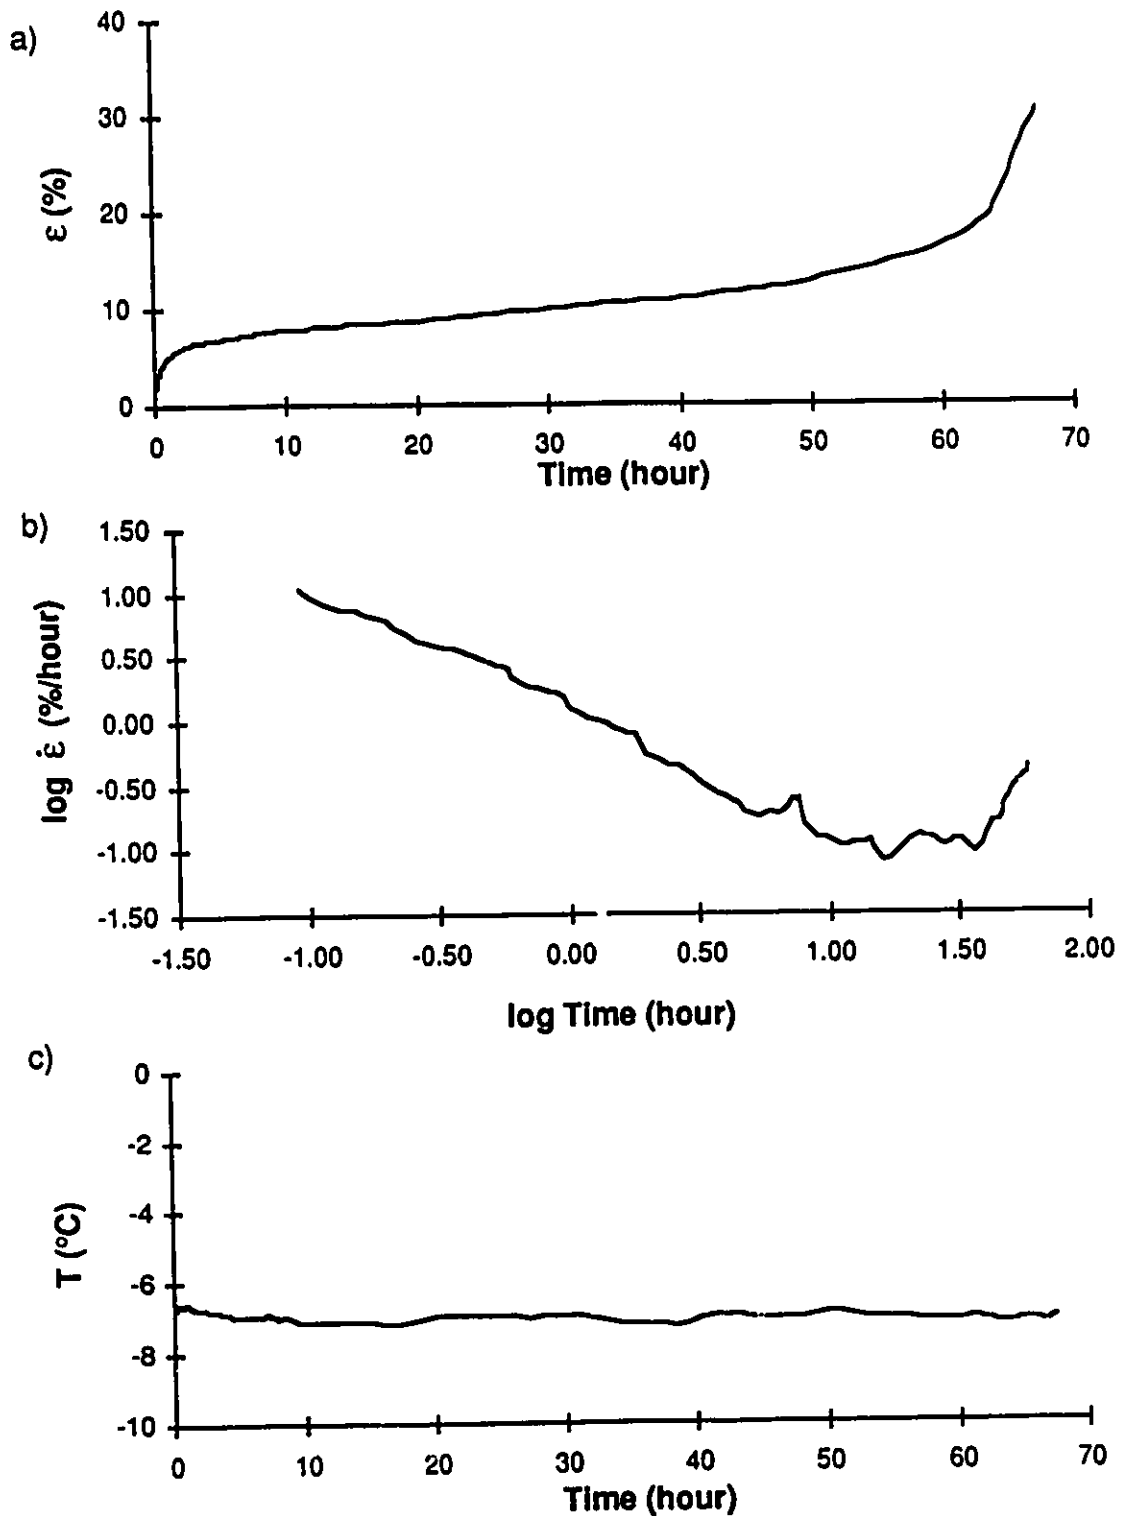 a)
40
30
20
10
0
ε (%)
0 10 20 30 40 50 60 70
Time (hour)
b)
1.50
1.00
0.50
0.00
-0.50
-1.00
-1.50
log ε̇ (%/hour)
-1.50 -1.00 -0.50 0.00 0.50 1.00 1.50 2.00
log Time (hour)
c)
0
-2
-4
-6
-8
-10
T (°C)
0 10 20 30 40 50 60 70
Time (hour)